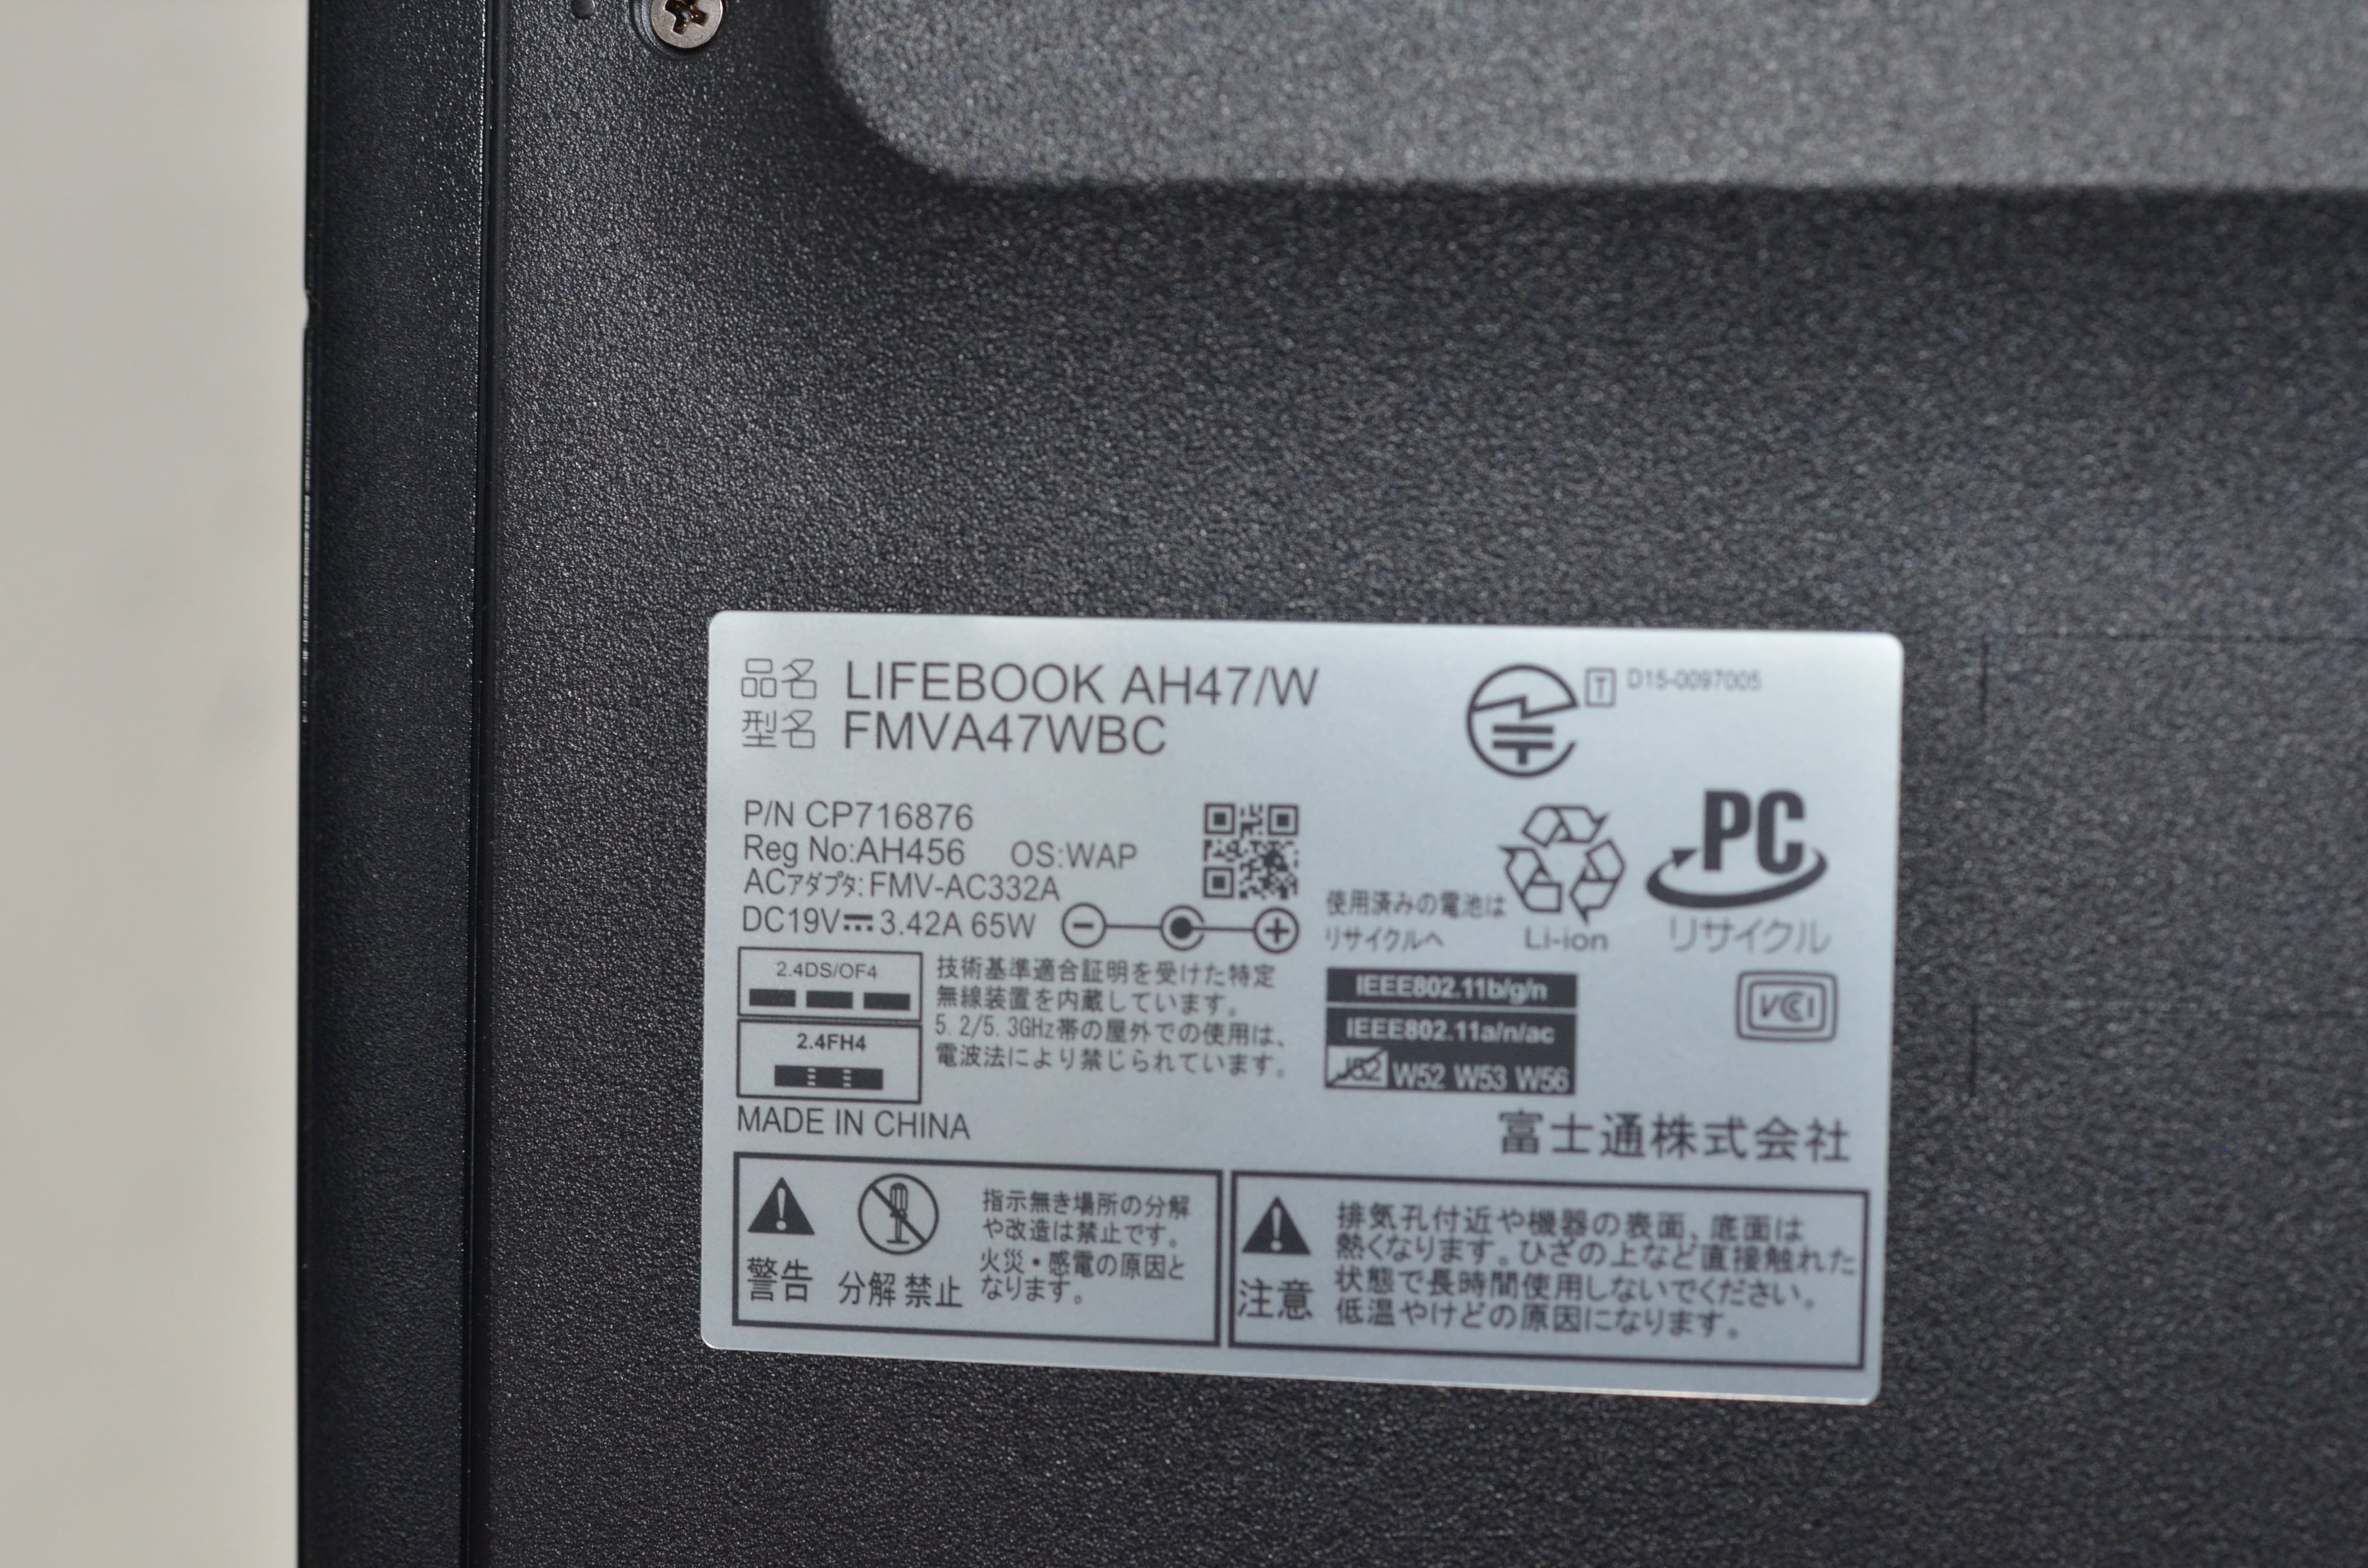 品名 LIFEBOOK AH47/W
型名 FMVA47WBC
T D15-0097005
P/N CP716876
Reg No:AH456 OS:WAP
ACアダプタ:FMV-AC332A
DC19V 3.42A 65W
使用済みの電池は
リサイクルへ
Li-ion
PC
リサイクル
2.4DS/OF4
2.4FH4
技術基準適合証明を受けた特定
無線装置を内蔵しています。
5.2/5.3GHz帯の屋外での使用は、
電波法により禁じられています。
IEEE802.11b/g/n
IEEE802.11a/n/ac
J52 W52 W53 W56
VCI
MADE IN CHINA
富士通株式会社
警告
分解禁止
指示無き場所の分解
や改造は禁止です。
火災・感電の原因と
なります。
注意
排気孔付近や機器の表面、底面は
熱くなります。ひざの上など直接触れた
状態で長時間使用しないでください。
低温やけどの原因になります。